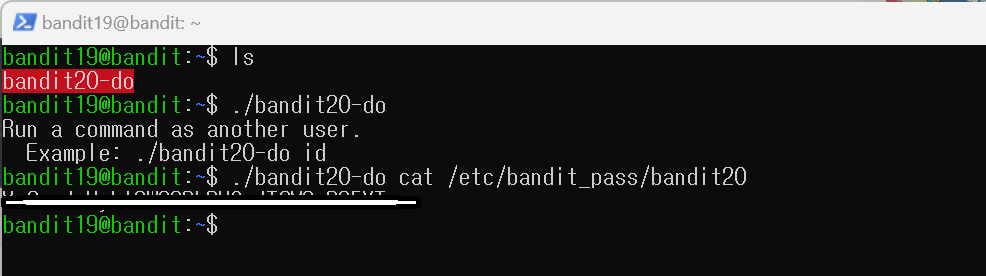 bandit19@bandit: ~
bandit19@bandit:~$ ls
bandit20-do
bandit19@bandit:~$ ./bandit20-do
Run a command as another user.
  Example: ./bandit20-do id
bandit19@bandit:~$ ./bandit20-do cat /etc/bandit_pass/bandit20
bandit19@bandit:~$